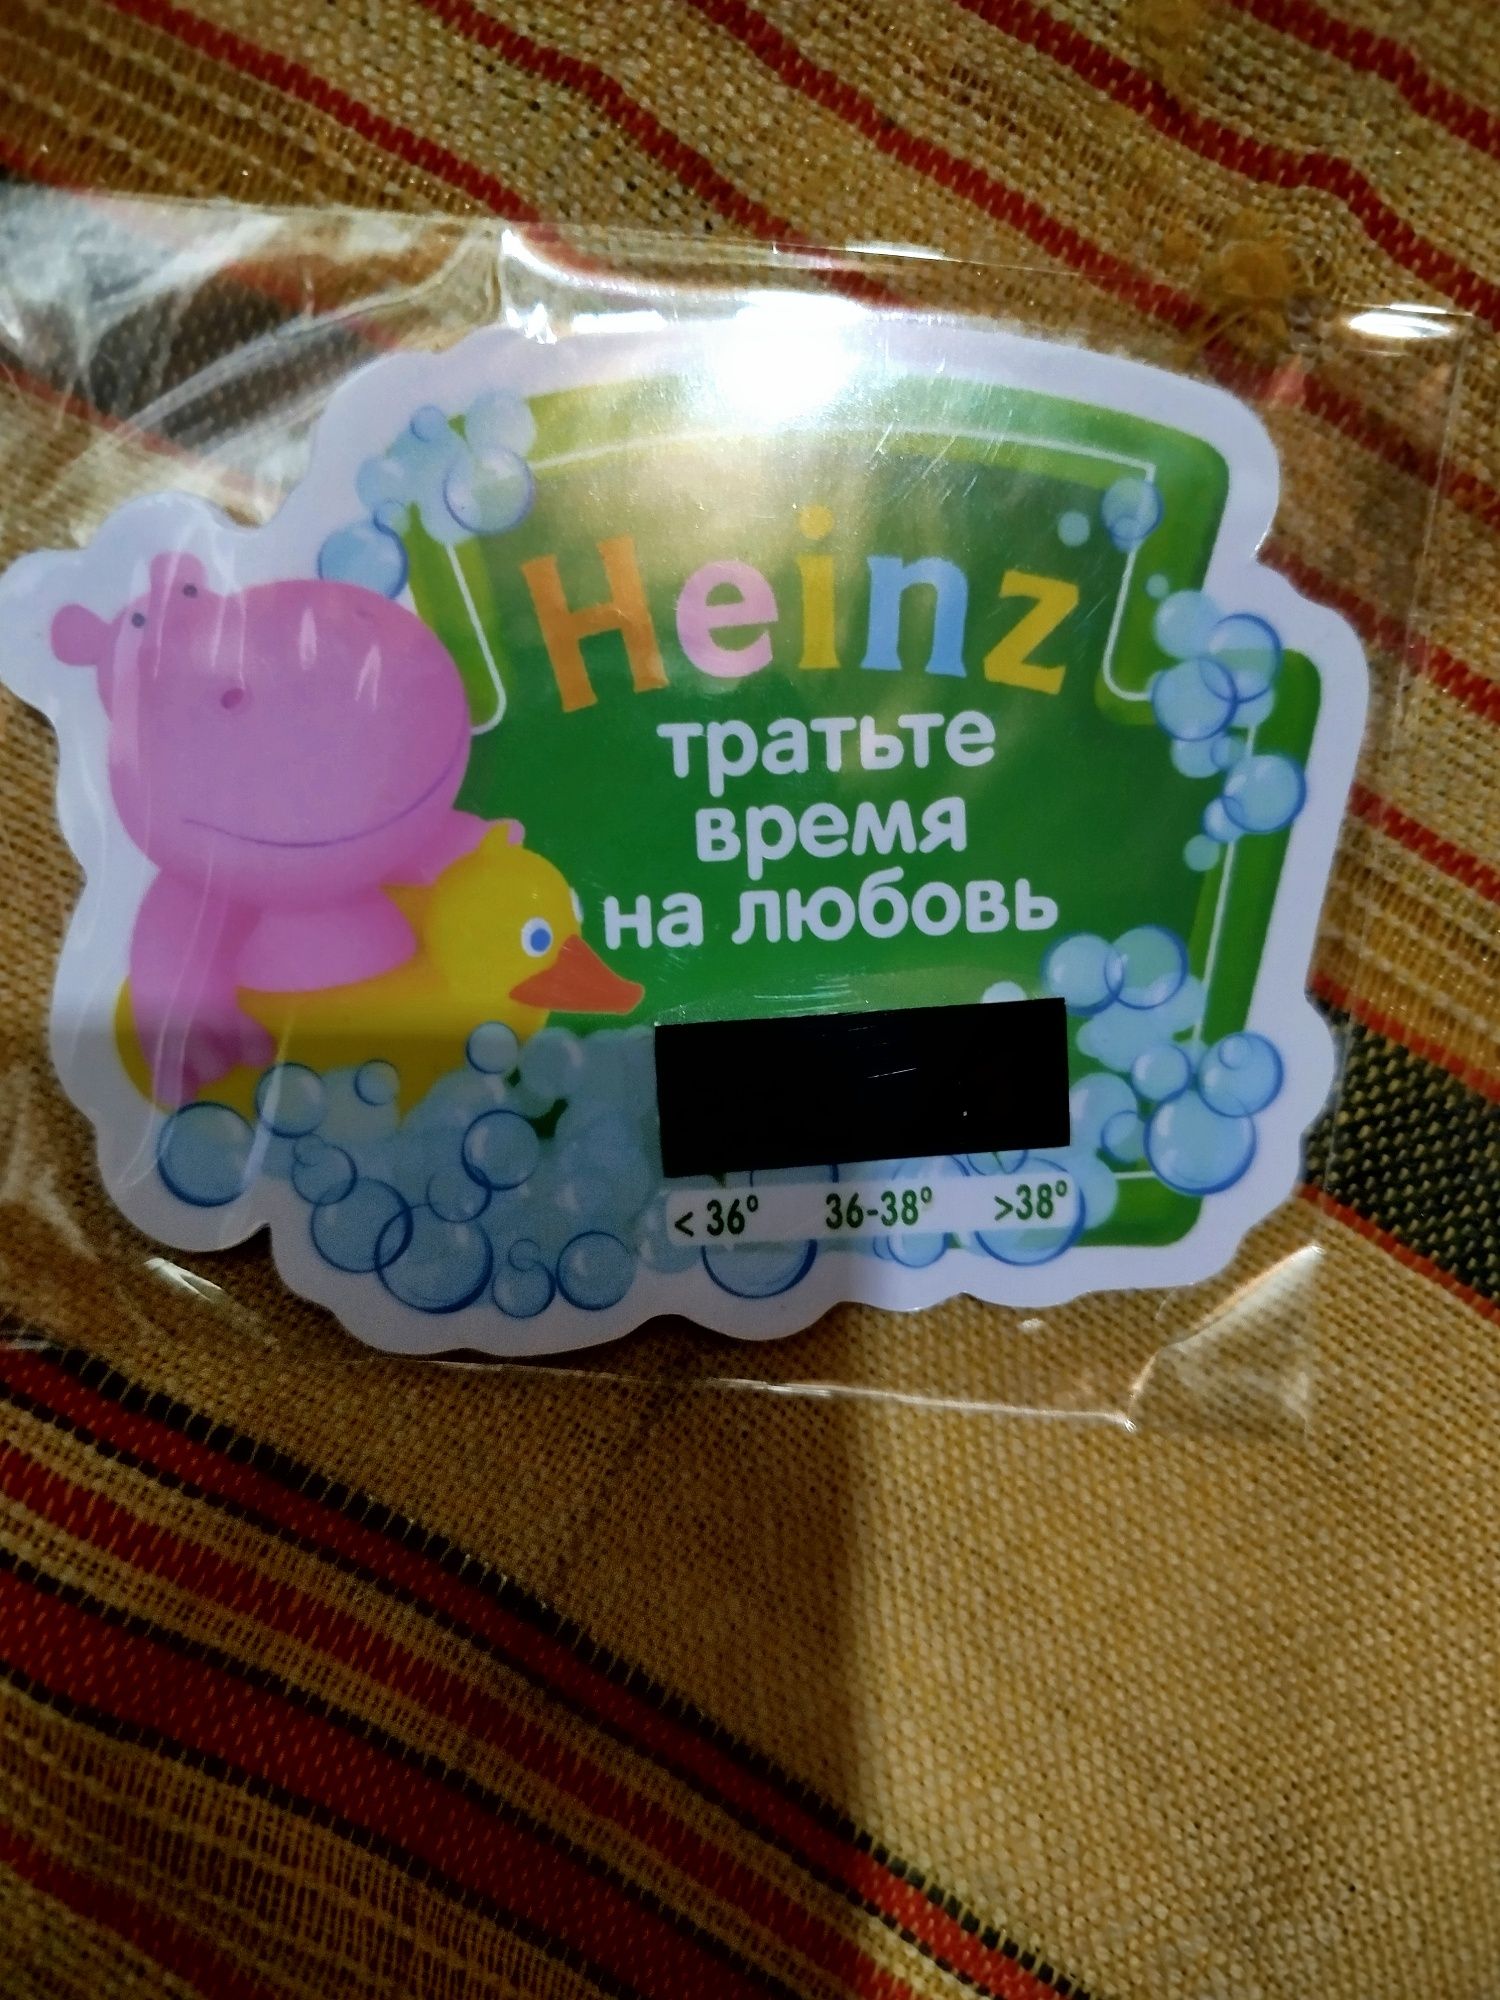 Heinz
тратьте
время
на любовь
< 36° 36-38° >38°